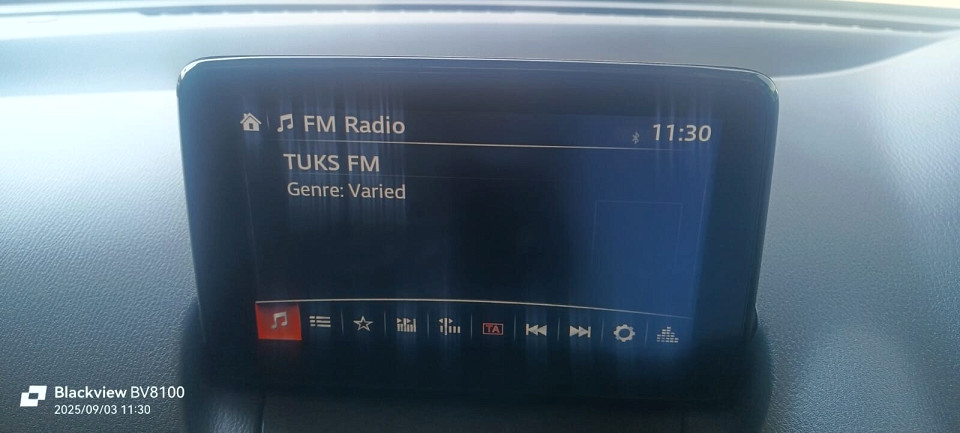 FM Radio
11:30
TUKS FM
Genre: Varied
TA
Blackview BV8100
2025/09/03 11:30